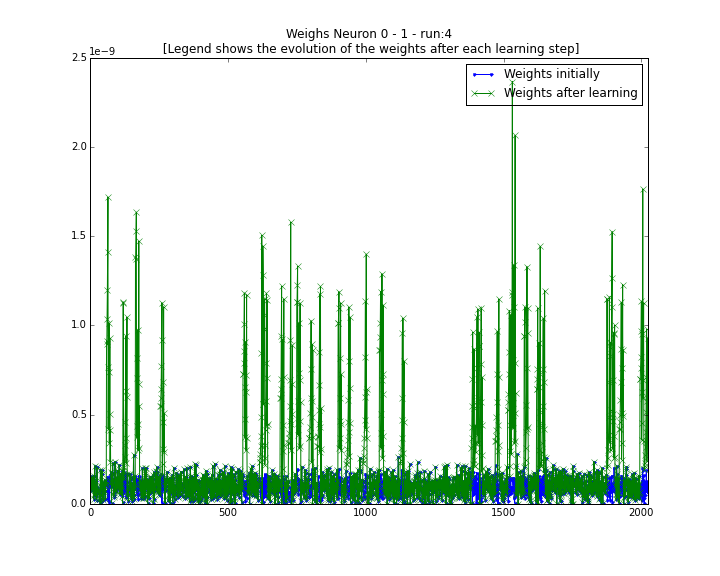 Weighs Neuron 0 - 1 - run:4
[Legend shows the evolution of the weights after each learning step]
1e−9
Weights initially
Weights after learning
2.5
2.0
1.5
1.0
0.5
0.0
0 500 1000 1500 2000